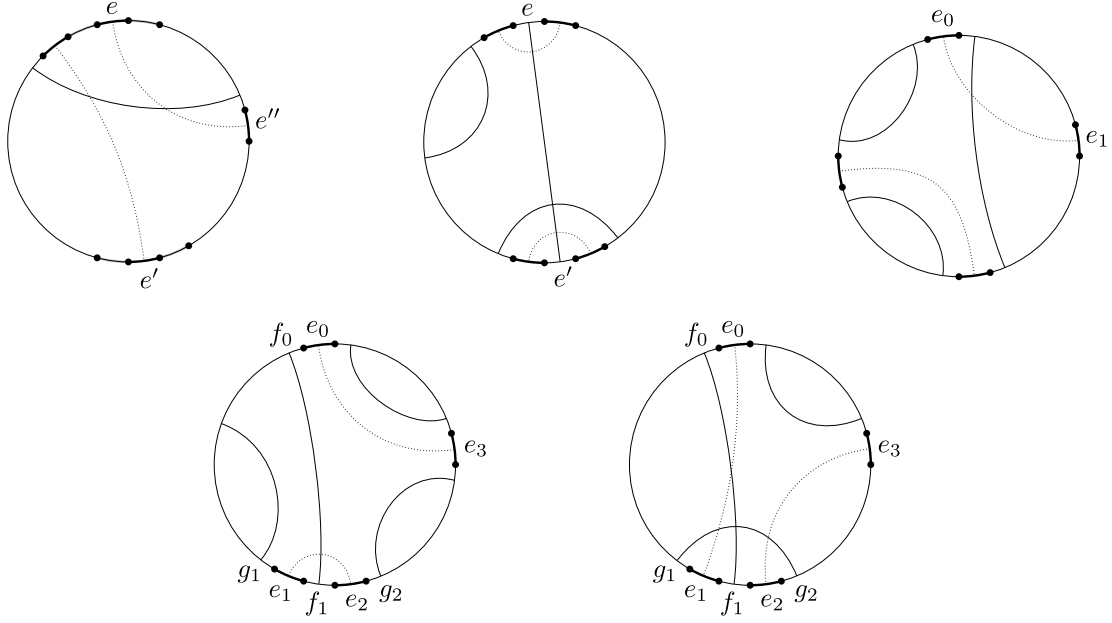 e e e₀
e″ e₁
e′ e′
f₀ e₀ f₀ e₀
e₃ e₃
g₁ e₁ f₁ e₂ g₂ g₁ e₁ f₁ e₂ g₂